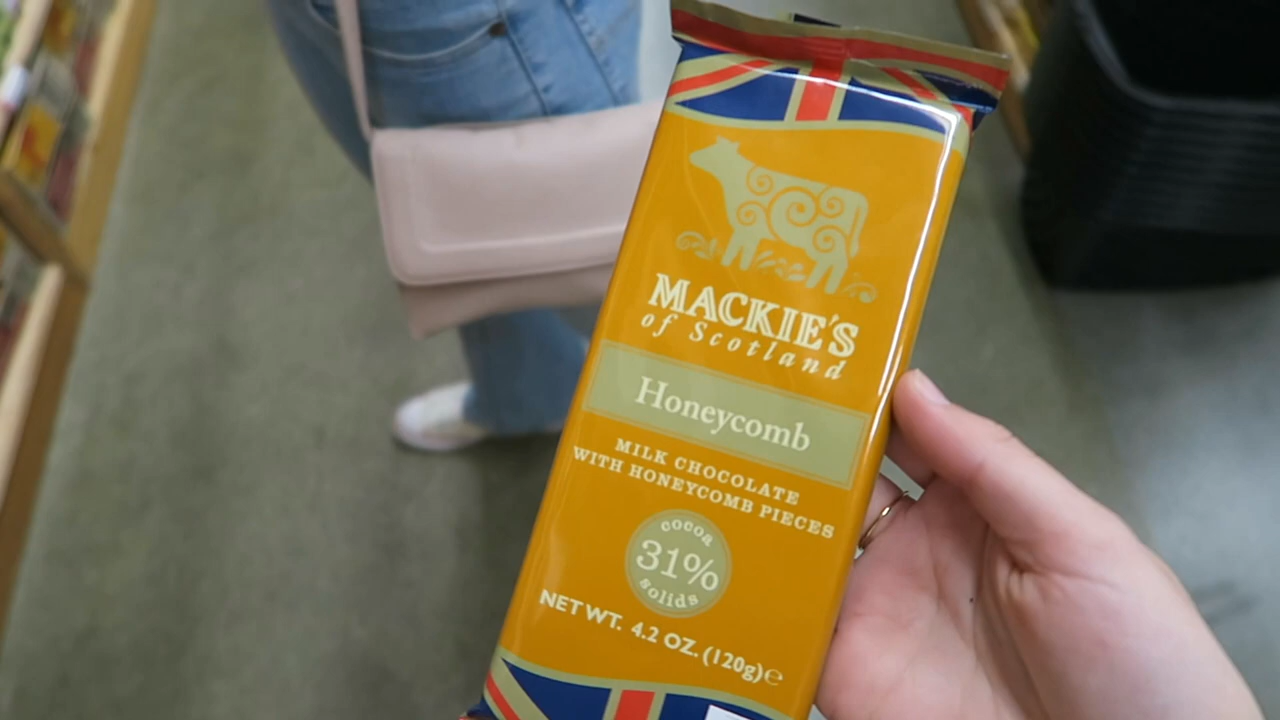 MACKIE'S
of Scotland
Honeycomb
MILK CHOCOLATE
WITH HONEYCOMB PIECES
cocoa
31%
solids
NET WT. 4.2 OZ. (120g)℮